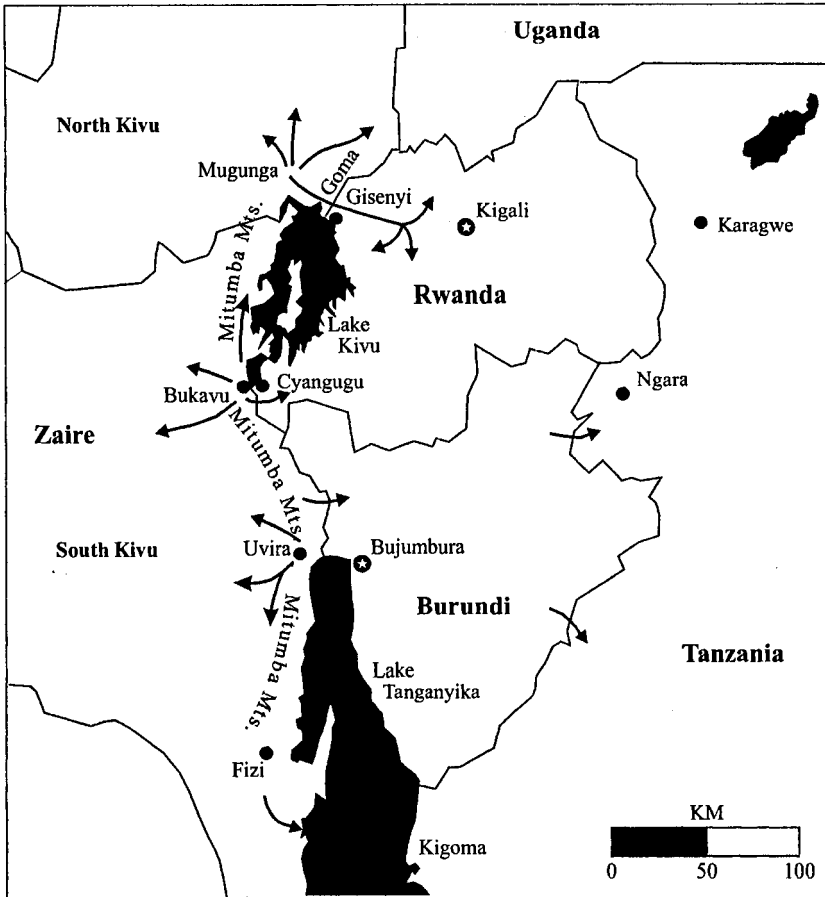 Uganda
North Kivu
Mugunga
Goma
Gisenyi
Kigali
Karagwe
Mitumba Mts.
Rwanda
Lake
Kivu
Bukavu
Cyangugu
Ngara
Zaire
Mitumba Mts.
South Kivu
Uvira
Bujumbura
Burundi
Mitumba Mts.
Tanzania
Lake
Tanganyika
Fizi
Kigoma
KM
0 50 100